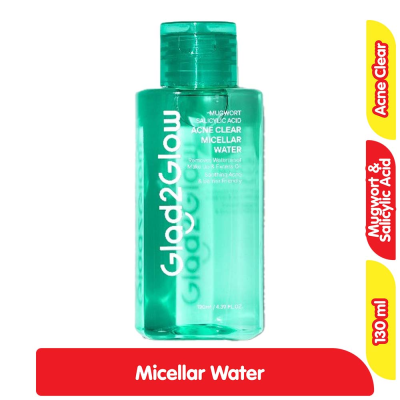 Glad2Glow
MUGWORT
SALICYLIC ACID
ACNE CLEAR
MICELLAR
WATER
Acne Clear
Mugwort &
Salicylic Acid
130 ml
Micellar Water